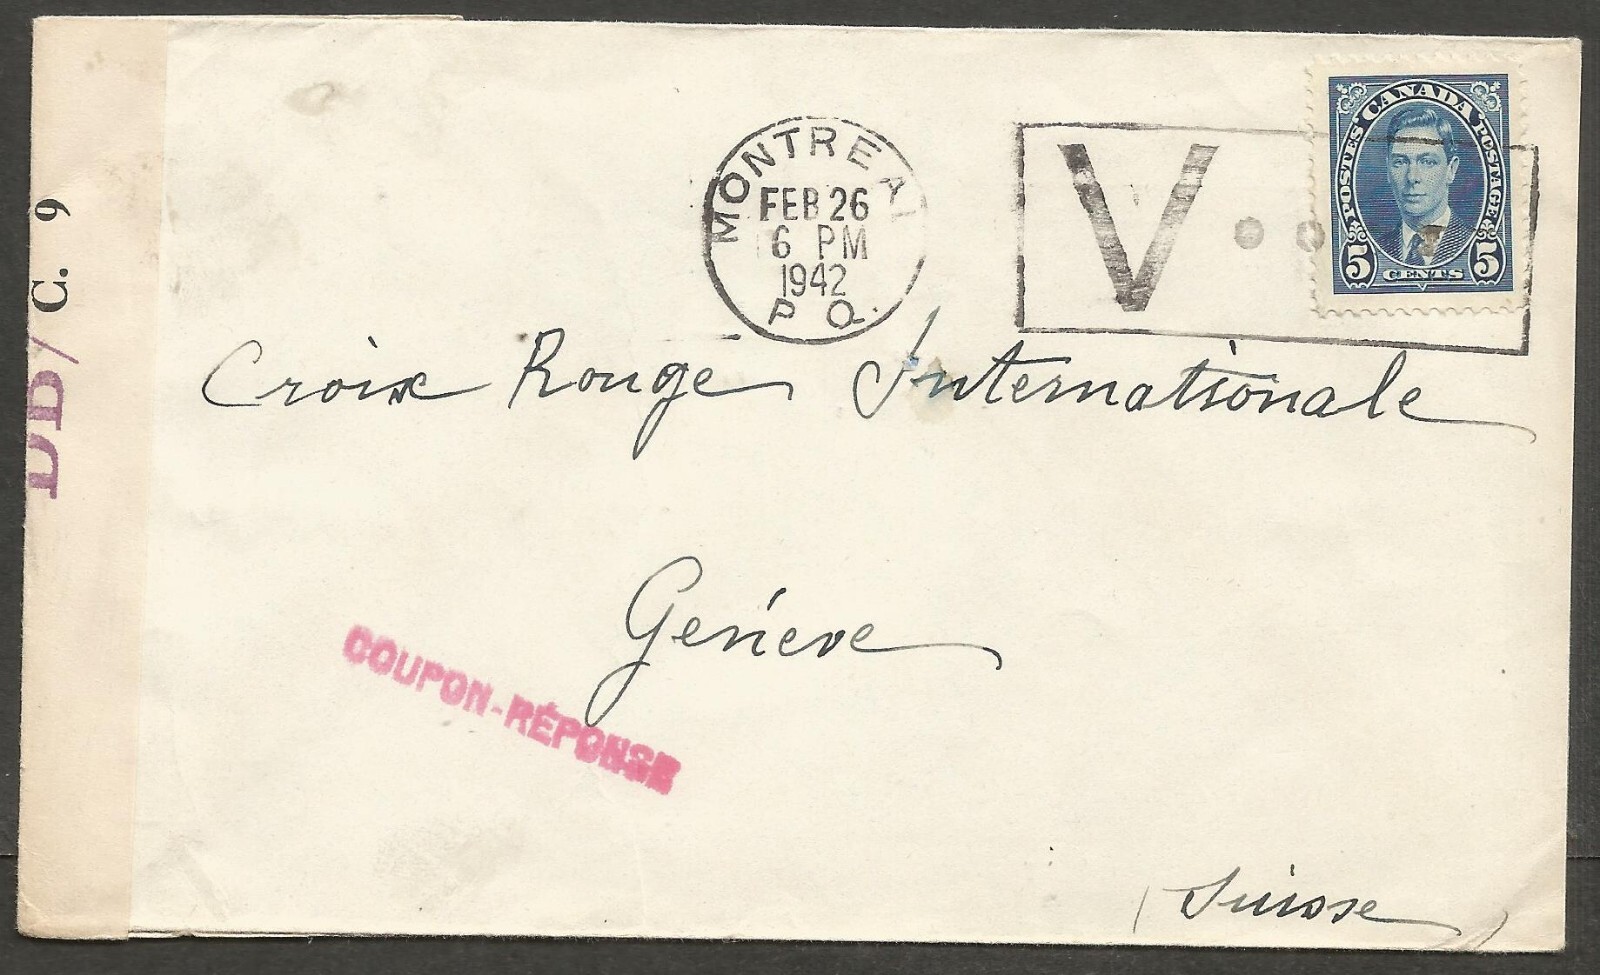 C. 9
DB/
MONTREAL
FEB 26
6 PM
1942
P Q.
V...
POSTES CANADA POSTAGE
5 CENTS 5
Croix Rouge Internationale
Genève
COUPON-RÉPONSE
(Suisse)